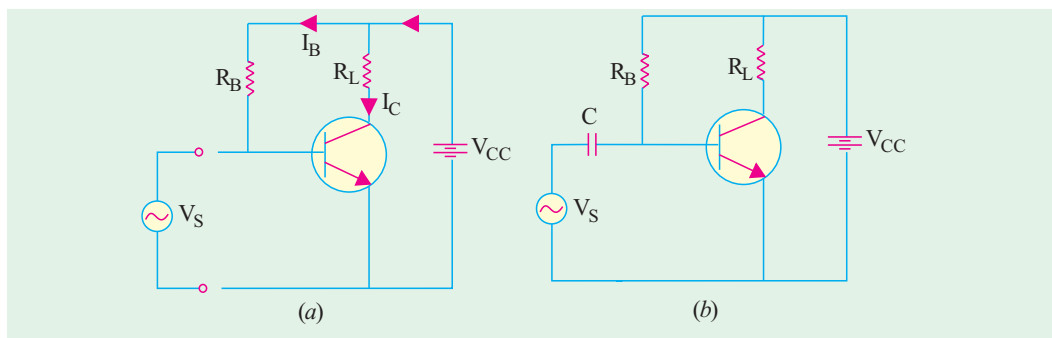 I_B
R_B
R_L
I_C
V_CC
V_S
(a)
R_B
R_L
C
V_CC
V_S
(b)